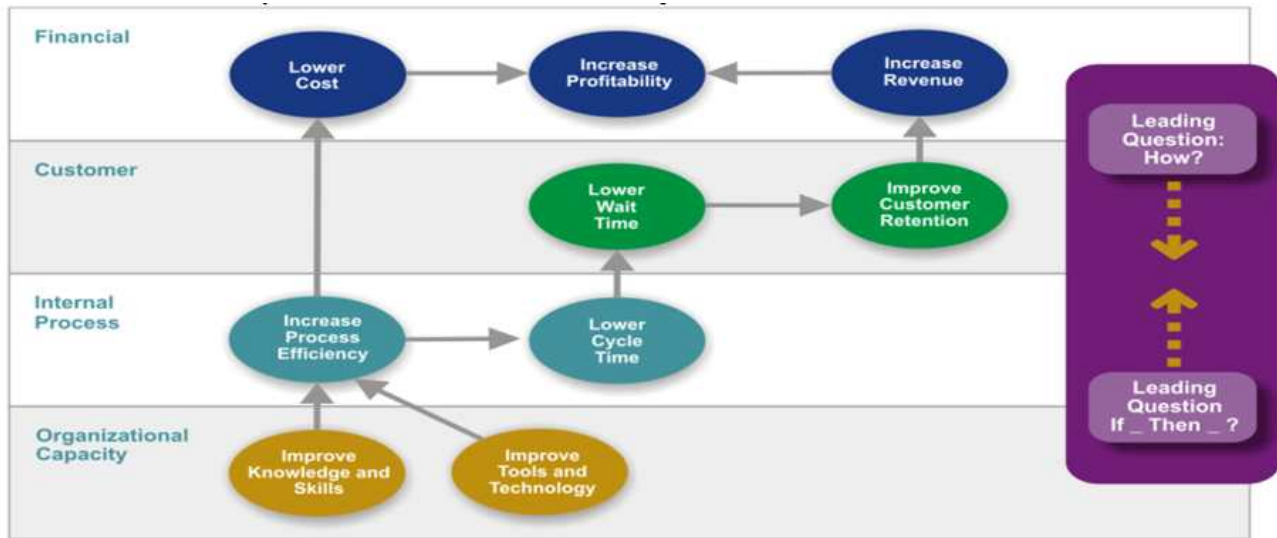 Financial
Lower
Cost
Increase
Profitability
Increase
Revenue
Customer
Lower
Wait
Time
Improve
Customer
Retention
Internal
Process
Increase
Process
Efficiency
Lower
Cycle
Time
Organizational
Capacity
Improve
Knowledge and
Skills
Improve
Tools and
Technology
Leading
Question:
How?
Leading
Question
If _ Then _ ?